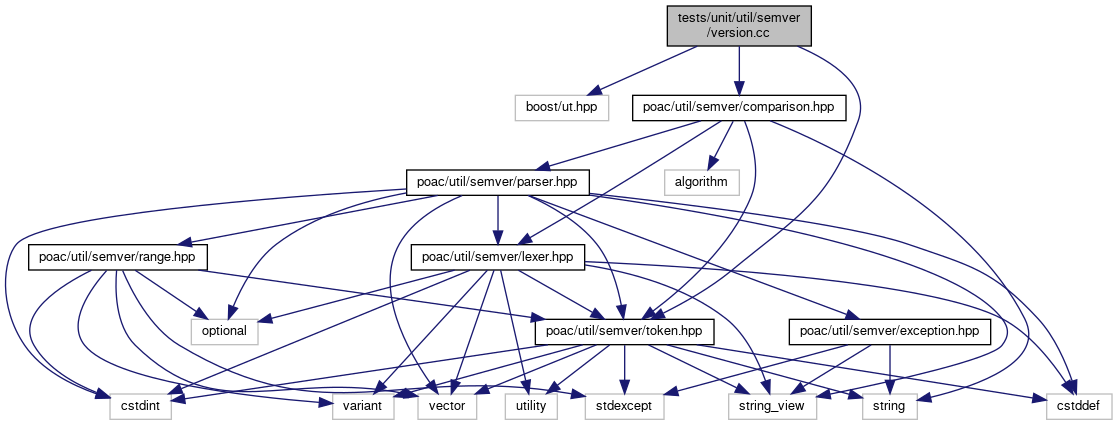 tests/unit/util/semver
/version.cc
boost/ut.hpp
poac/util/semver/comparison.hpp
poac/util/semver/parser.hpp
algorithm
poac/util/semver/range.hpp
poac/util/semver/lexer.hpp
optional
poac/util/semver/token.hpp
poac/util/semver/exception.hpp
cstdint
variant
vector
utility
stdexcept
string_view
string
cstddef